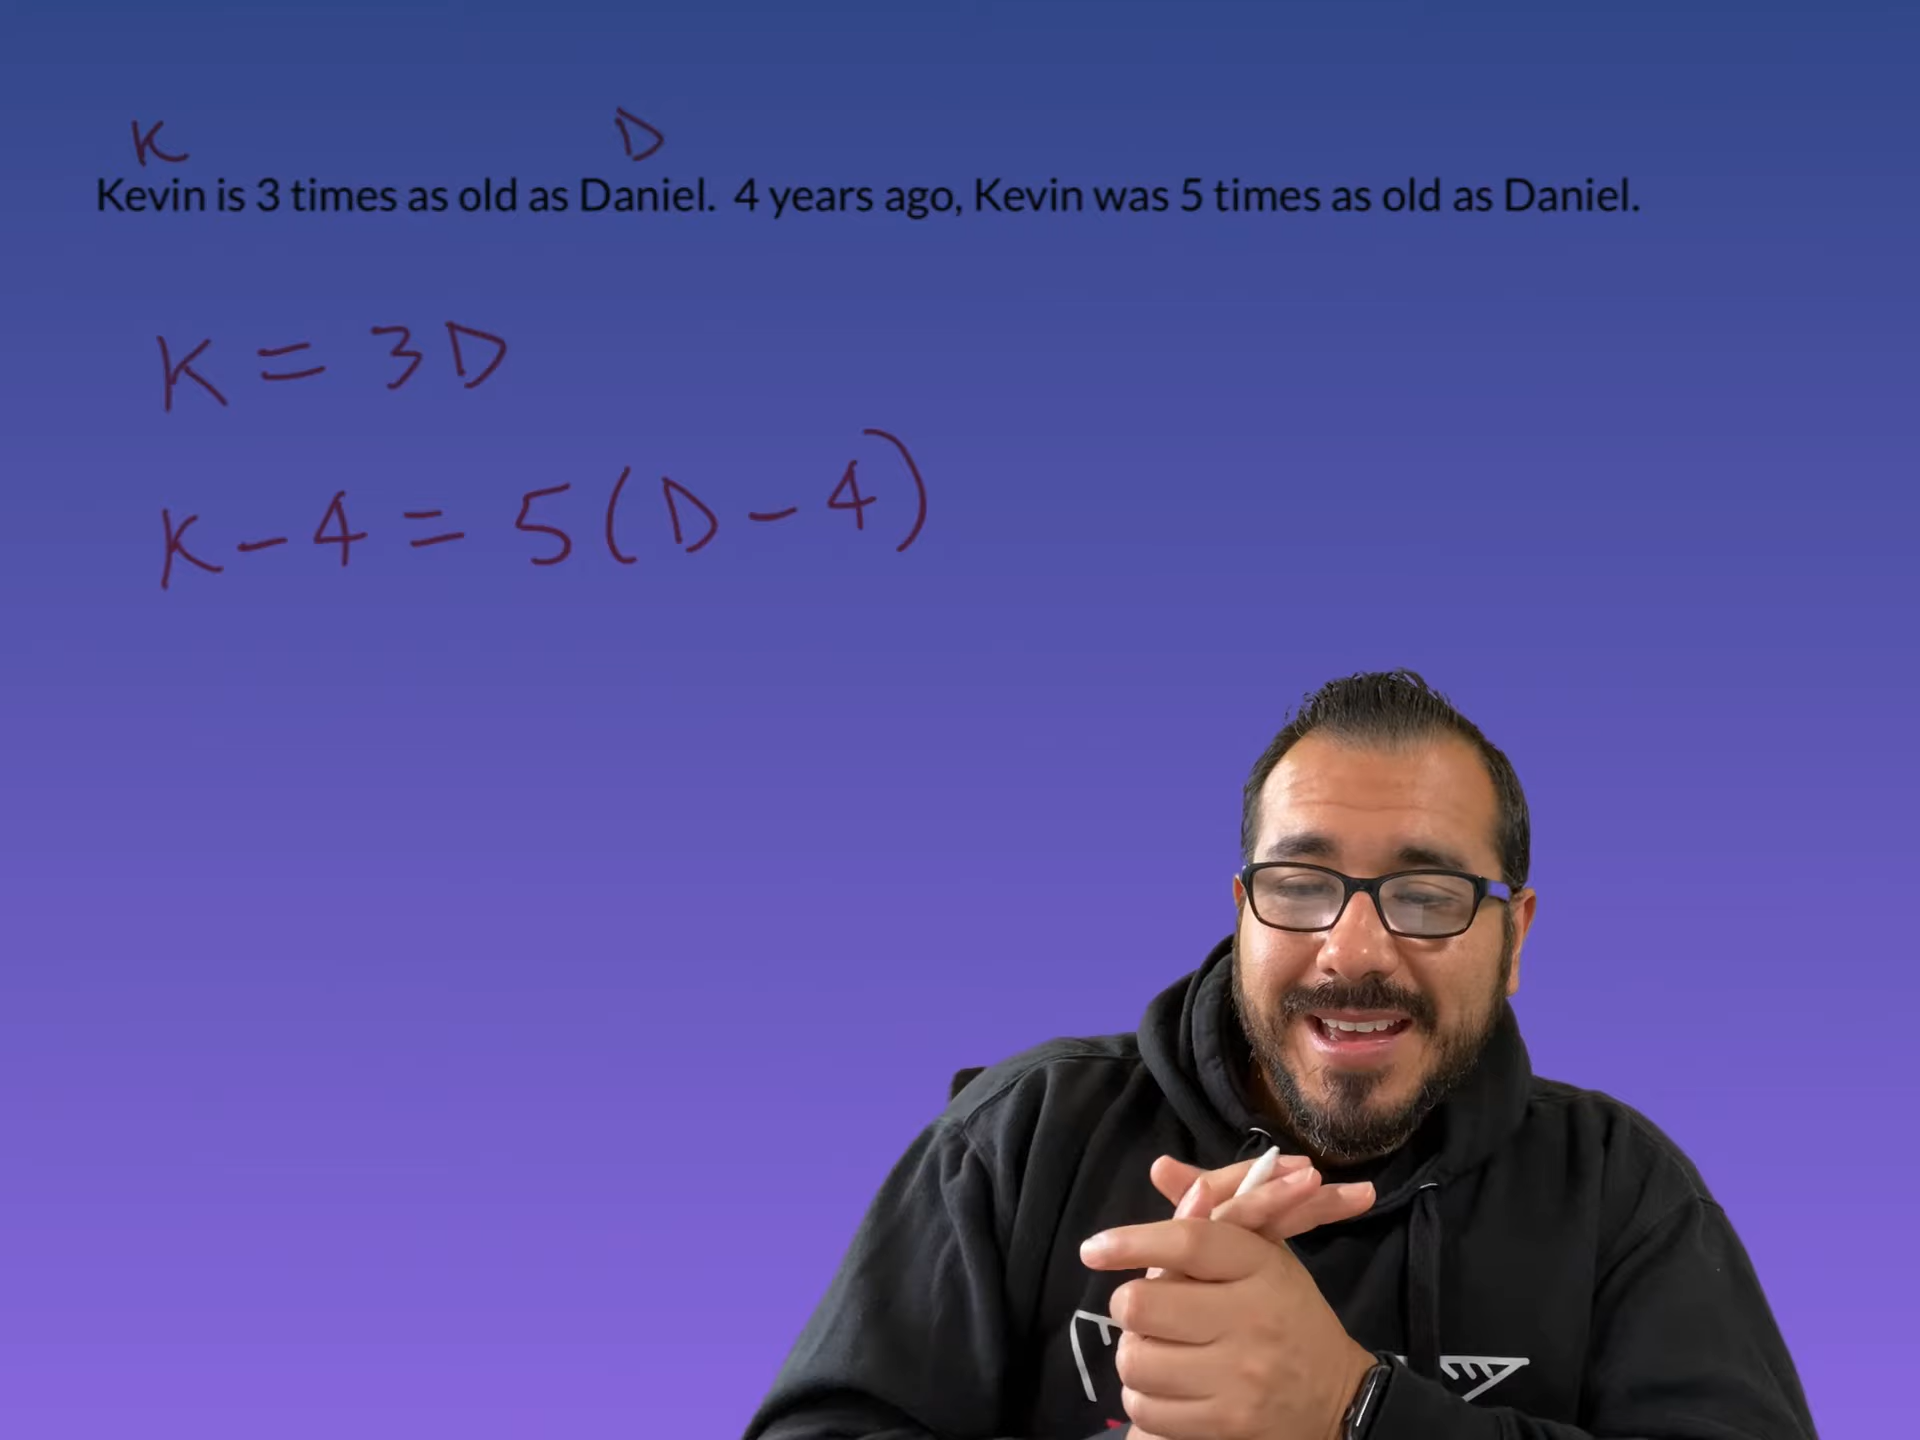 K D
Kevin is 3 times as old as Daniel. 4 years ago, Kevin was 5 times as old as Daniel.
K = 3D
K - 4 = 5(D - 4)